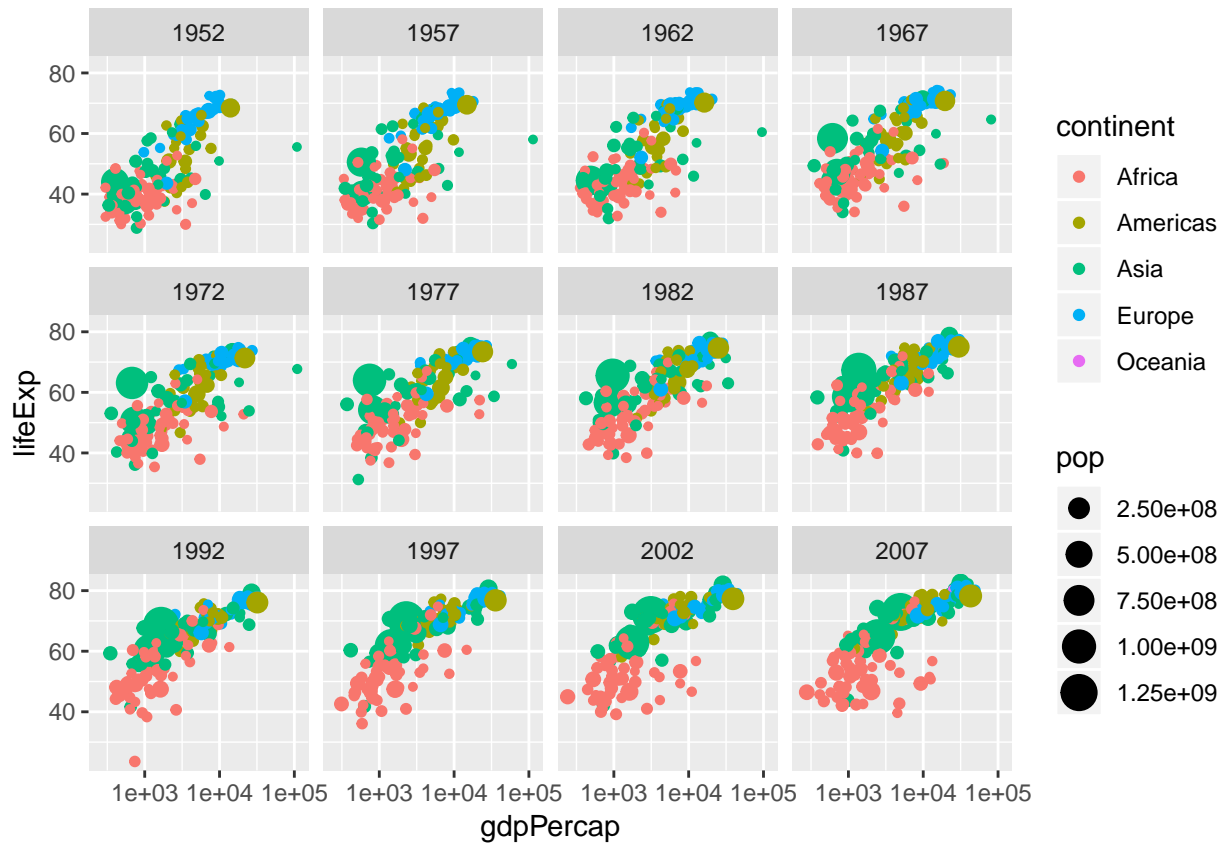 1952
1957
1962
1967
80
60
40
1972
1977
1982
1987
80
60
40
1992
1997
2002
2007
80
60
40
1e+03
1e+04
1e+05
1e+03
1e+04
1e+05
1e+03
1e+04
1e+05
1e+03
1e+04
1e+05
gdpPercap
lifeExp
continent
Africa
Americas
Asia
Europe
Oceania
pop
2.50e+08
5.00e+08
7.50e+08
1.00e+09
1.25e+09